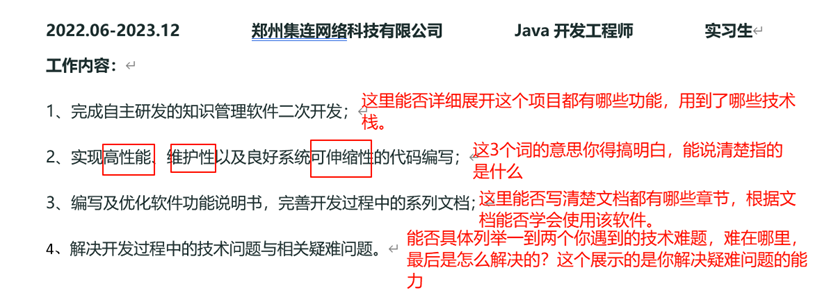 2022.06-2023.12 郑州集连网络科技有限公司 Java 开发工程师 实习生
工作内容：
1、完成自主研发的知识管理软件二次开发；
这里能否详细展开这个项目都有哪些功能，用到了哪些技术
栈。
2、实现高性能、维护性以及良好系统可伸缩性的代码编写；
这3个词的意思你得搞明白，能说清楚指的
是什么
3、编写及优化软件功能说明书，完善开发过程中的系列文档；
这里能否写清楚文档都有哪些章节，根据文
档能否学会使用该软件。
4、解决开发过程中的技术问题与相关疑难问题。
能否具体列举一到两个你遇到的技术难题，难在哪里，
最后是怎么解决的？这个展示的是你解决疑难问题的能
力